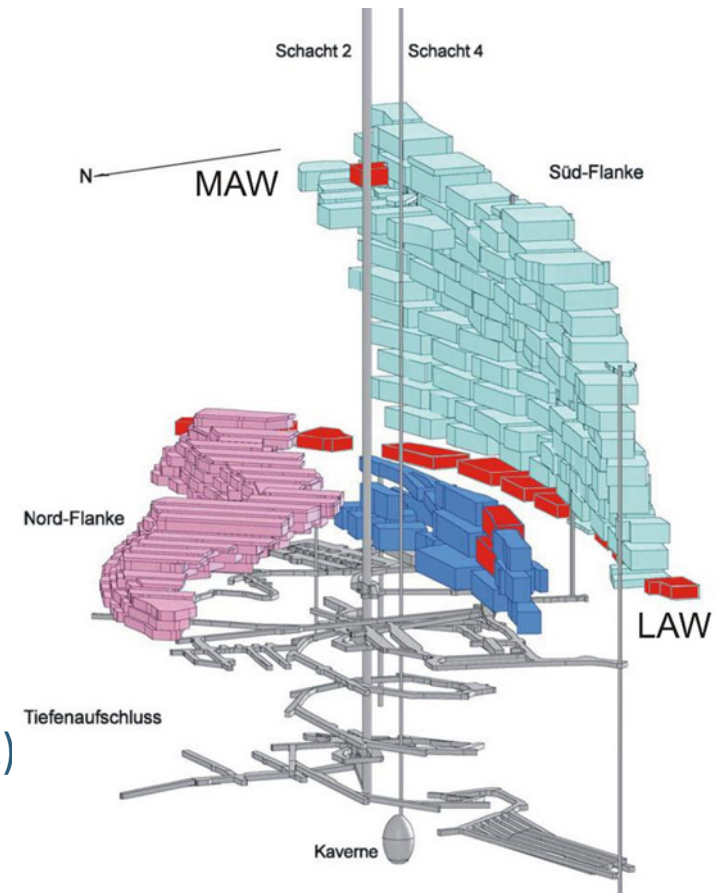 Schacht 2
Schacht 4
N
MAW
Süd-Flanke
Nord-Flanke
LAW
Tiefenaufschluss
)
Kaverne